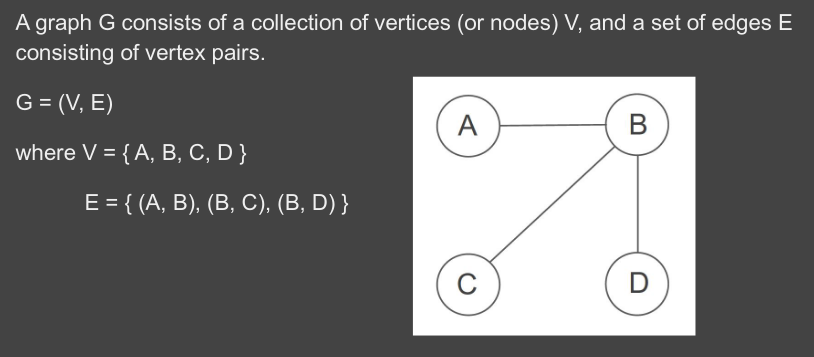 A graph G consists of a collection of vertices (or nodes) V, and a set of edges E
consisting of vertex pairs.
G = (V, E)
where V = { A, B, C, D }
E = { (A, B), (B, C), (B, D) }
A
B
C
D